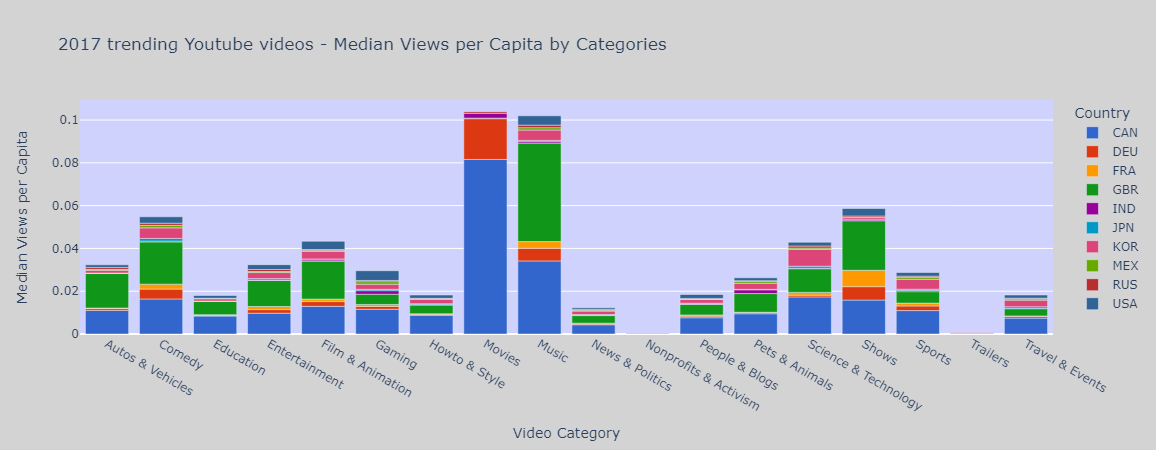 2017 trending Youtube videos - Median Views per Capita by Categories
Median Views per Capita
0.1
0.08
0.06
0.04
0.02
0
Autos & Vehicles
Comedy
Education
Entertainment
Film & Animation
Gaming
Howto & Style
Movies
Music
News & Politics
Nonprofits & Activism
People & Blogs
Pets & Animals
Science & Technology
Shows
Sports
Trailers
Travel & Events
Video Category
Country
CAN
DEU
FRA
GBR
IND
JPN
KOR
MEX
RUS
USA